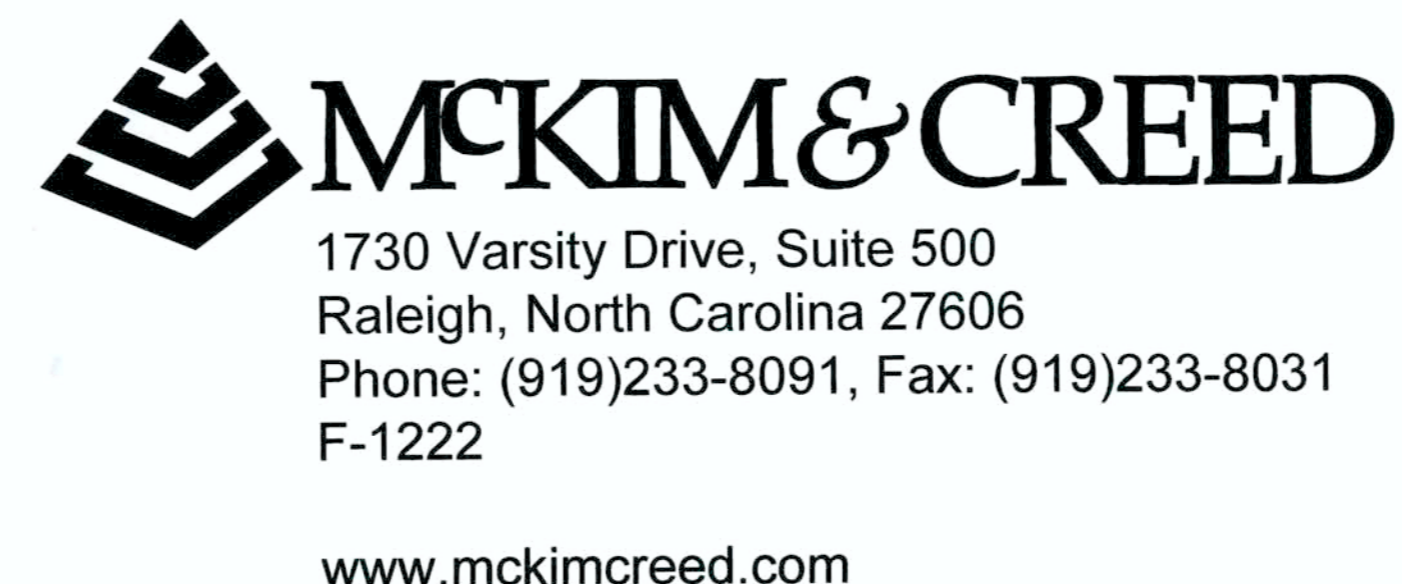 McKIM & CREED
1730 Varsity Drive, Suite 500
Raleigh, North Carolina 27606
Phone: (919)233-8091, Fax: (919)233-8031
F-1222
www.mckimcreed.com